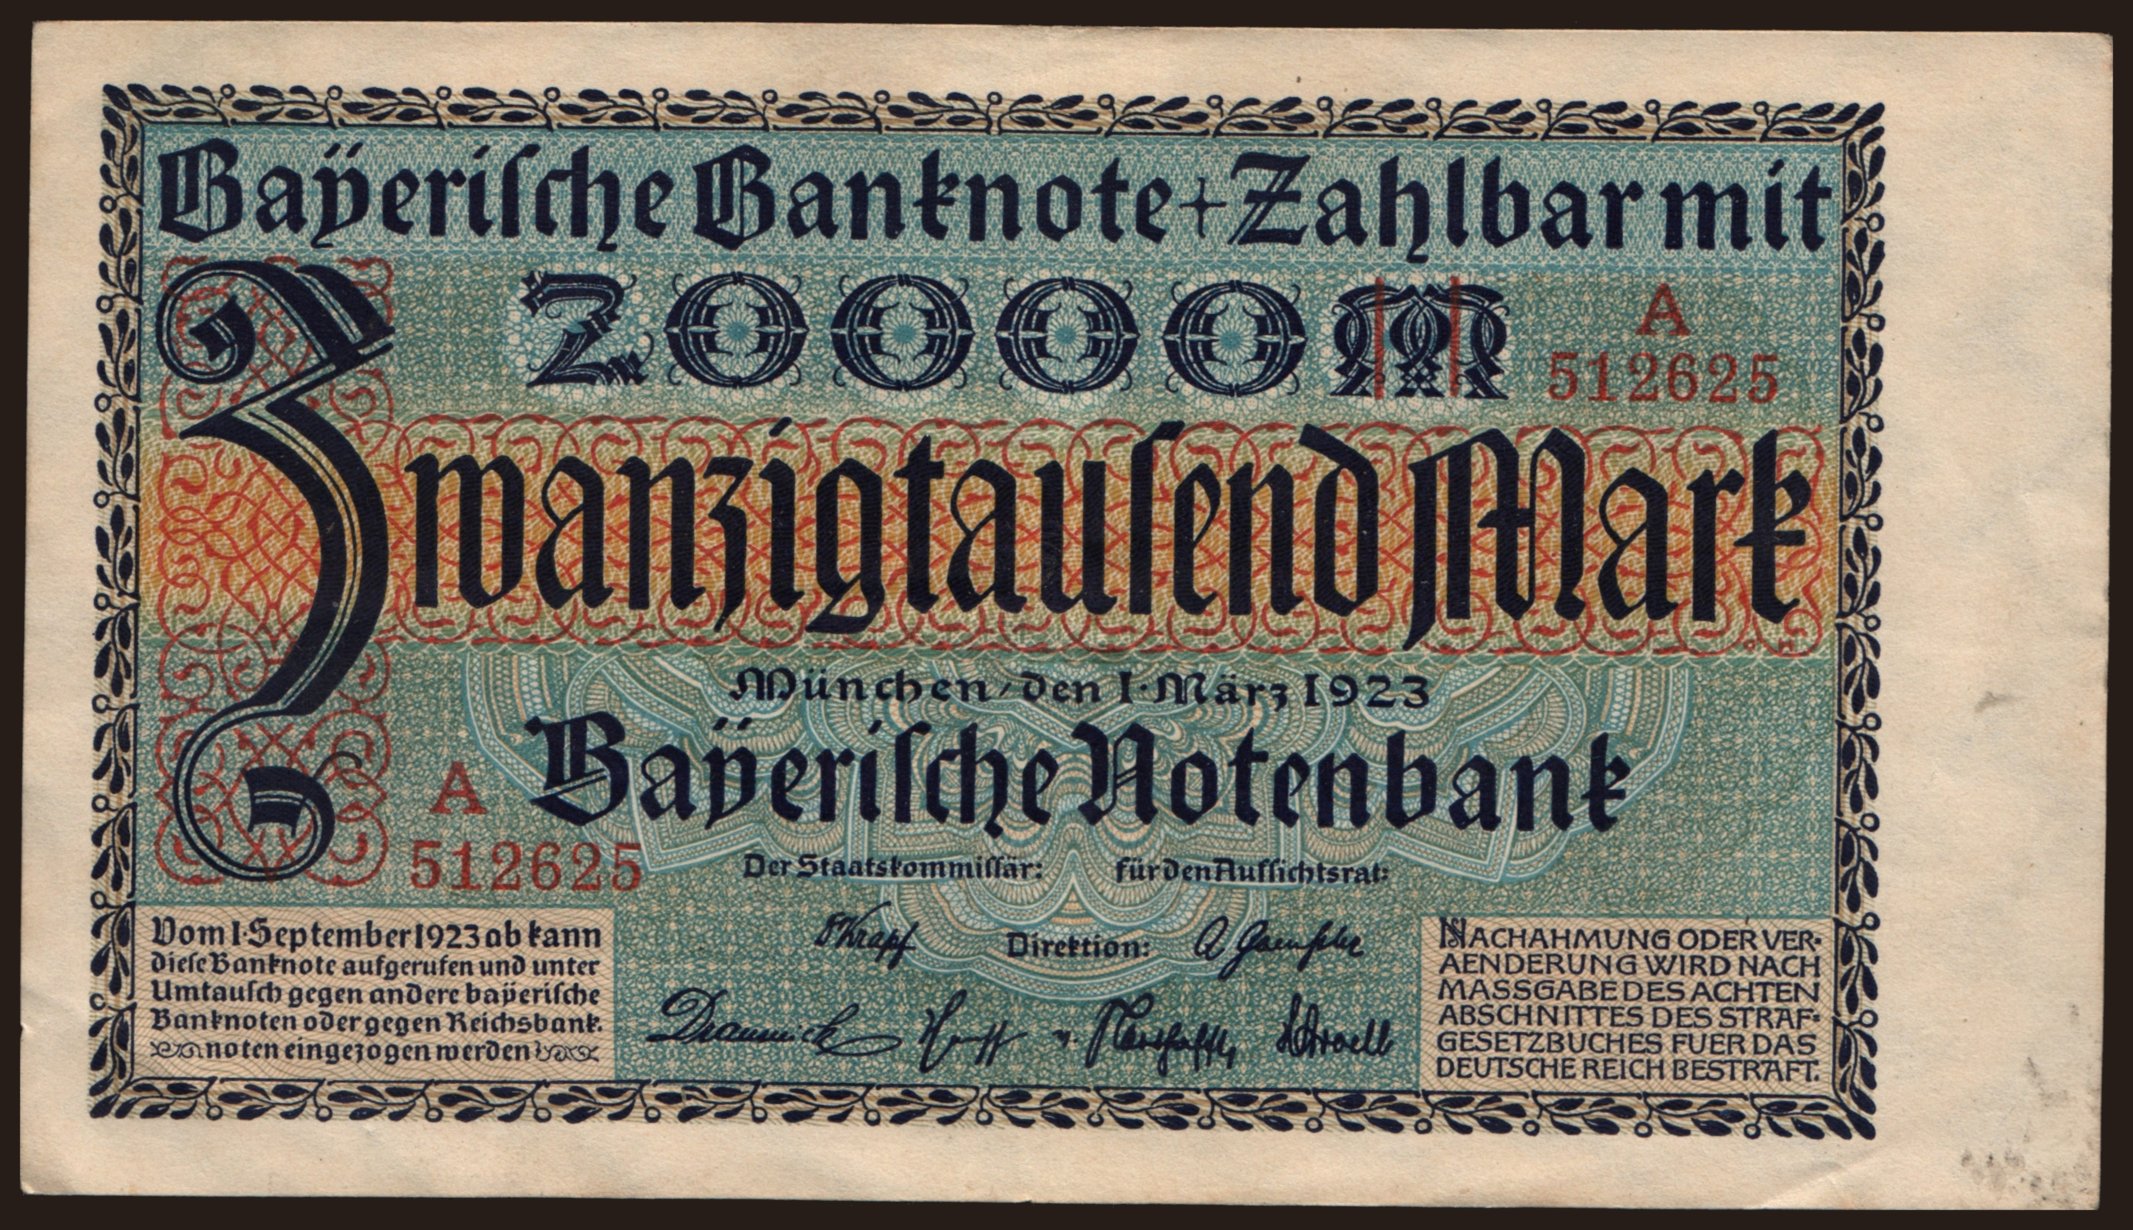 Baÿerische Banknote + Zahlbar mit
20000 M
A
512625
Zwanzigtausend Mark
München, den 1. März 1923
Baÿerische Notenbank
A
512625
Der Staatskommissär: für den Aufsichtsrat:
Direktion:
Vom 1. September 1923 ab kann
diese Banknote aufgerufen und unter
Umtausch gegen andere baÿerische
Banknoten oder gegen Reichsbank-
noten eingezogen werden
NACHAHMUNG ODER VER-
AENDERUNG WIRD NACH
MASSGABE DES ACHTEN
ABSCHNITTES DES STRAF-
GESETZBUCHES FUER DAS
DEUTSCHE REICH BESTRAFT.